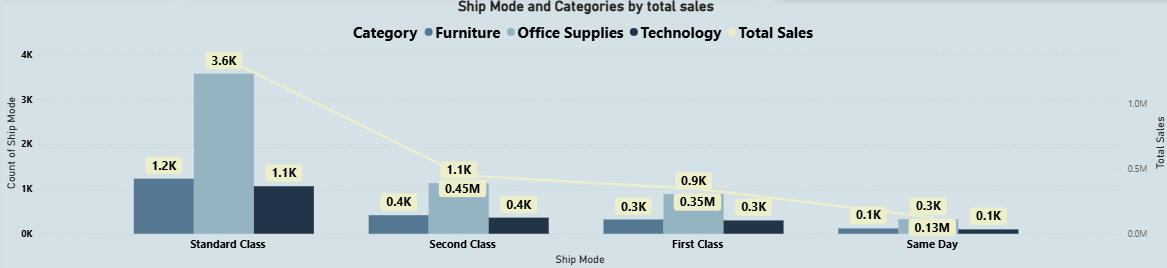 Ship Mode and Categories by total sales
Category Furniture Office Supplies Technology Total Sales
Count of Ship Mode
4K
3K
2K
1K
0K
1.2K
3.6K
1.1K
0.4K
1.1K
0.45M
0.4K
0.3K
0.9K
0.35M
0.3K
0.1K
0.3K
0.13M
0.1K
1.0M
0.5M
0.0M
Total Sales
Standard Class Second Class First Class Same Day
Ship Mode